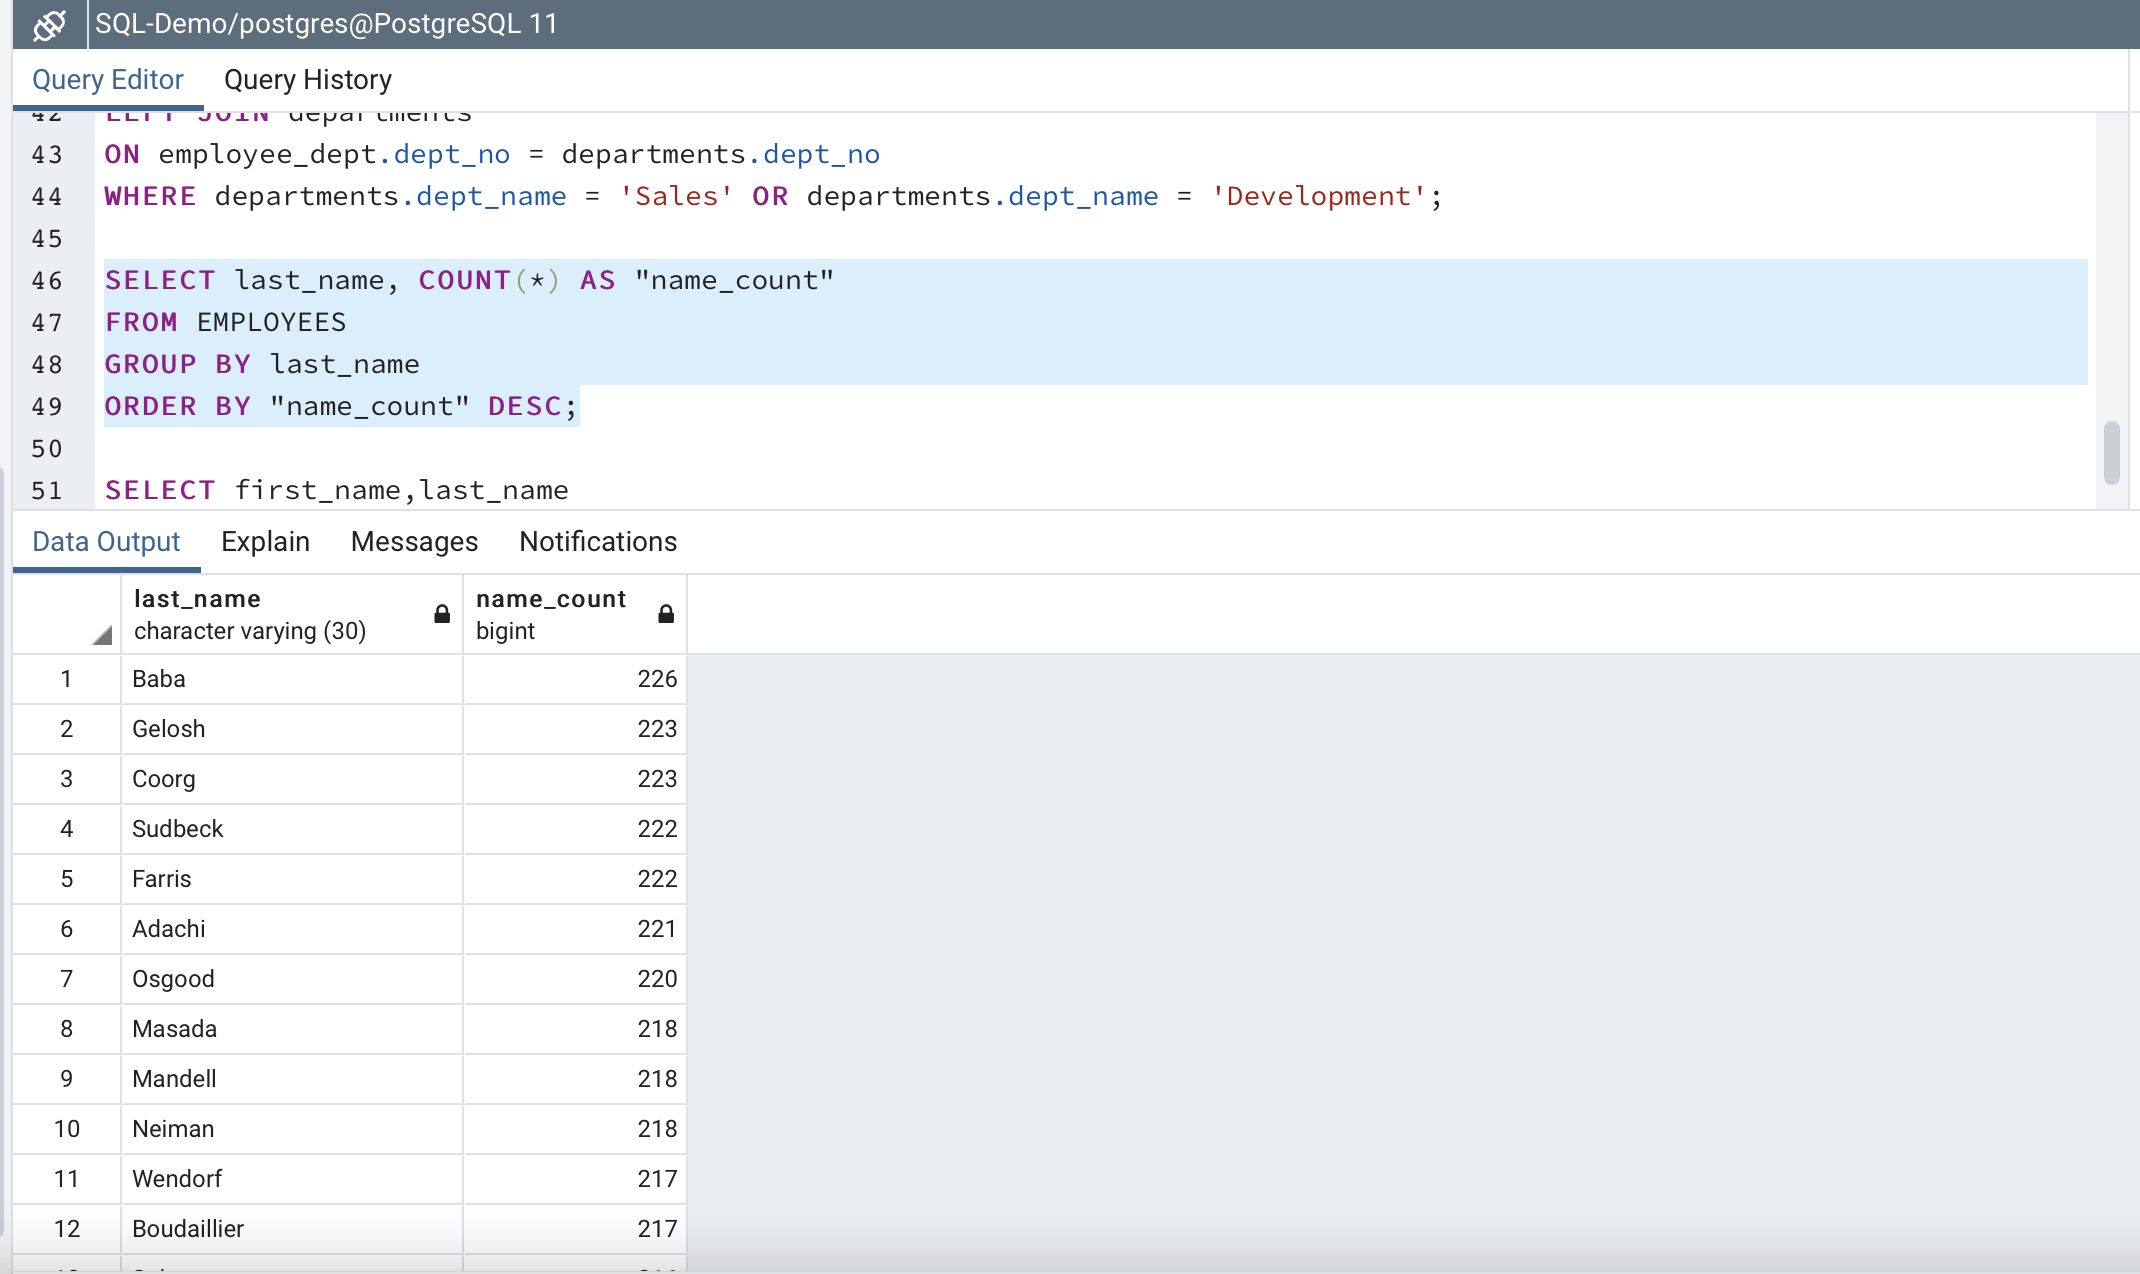 SQL-Demo/postgres@PostgreSQL 11
Query Editor Query History
42 LEFT JOIN departments
43 ON employee_dept.dept_no = departments.dept_no
44 WHERE departments.dept_name = 'Sales' OR departments.dept_name = 'Development';
45
46 SELECT last_name, COUNT(*) AS "name_count"
47 FROM EMPLOYEES
48 GROUP BY last_name
49 ORDER BY "name_count" DESC;
50
51 SELECT first_name,last_name
Data Output Explain Messages Notifications
last_name name_count
character varying (30) bigint
1 Baba 226
2 Gelosh 223
3 Coorg 223
4 Sudbeck 222
5 Farris 222
6 Adachi 221
7 Osgood 220
8 Masada 218
9 Mandell 218
10 Neiman 218
11 Wendorf 217
12 Boudaillier 217